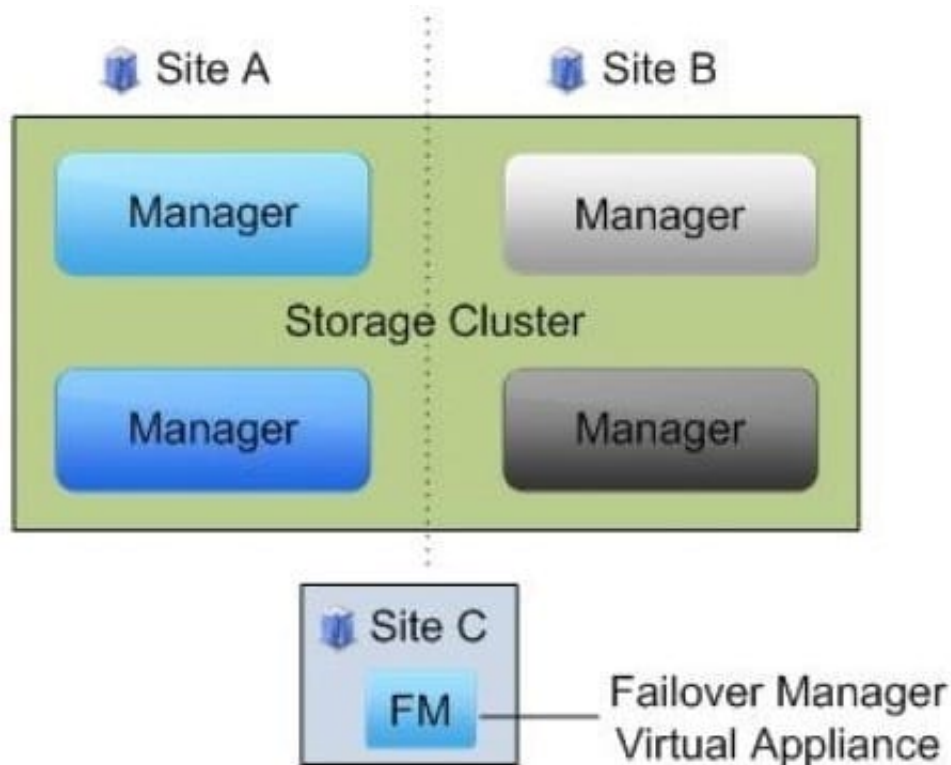 Site A
Site B
Manager
Manager
Storage Cluster
Manager
Manager
Site C
FM
Failover Manager
Virtual Appliance